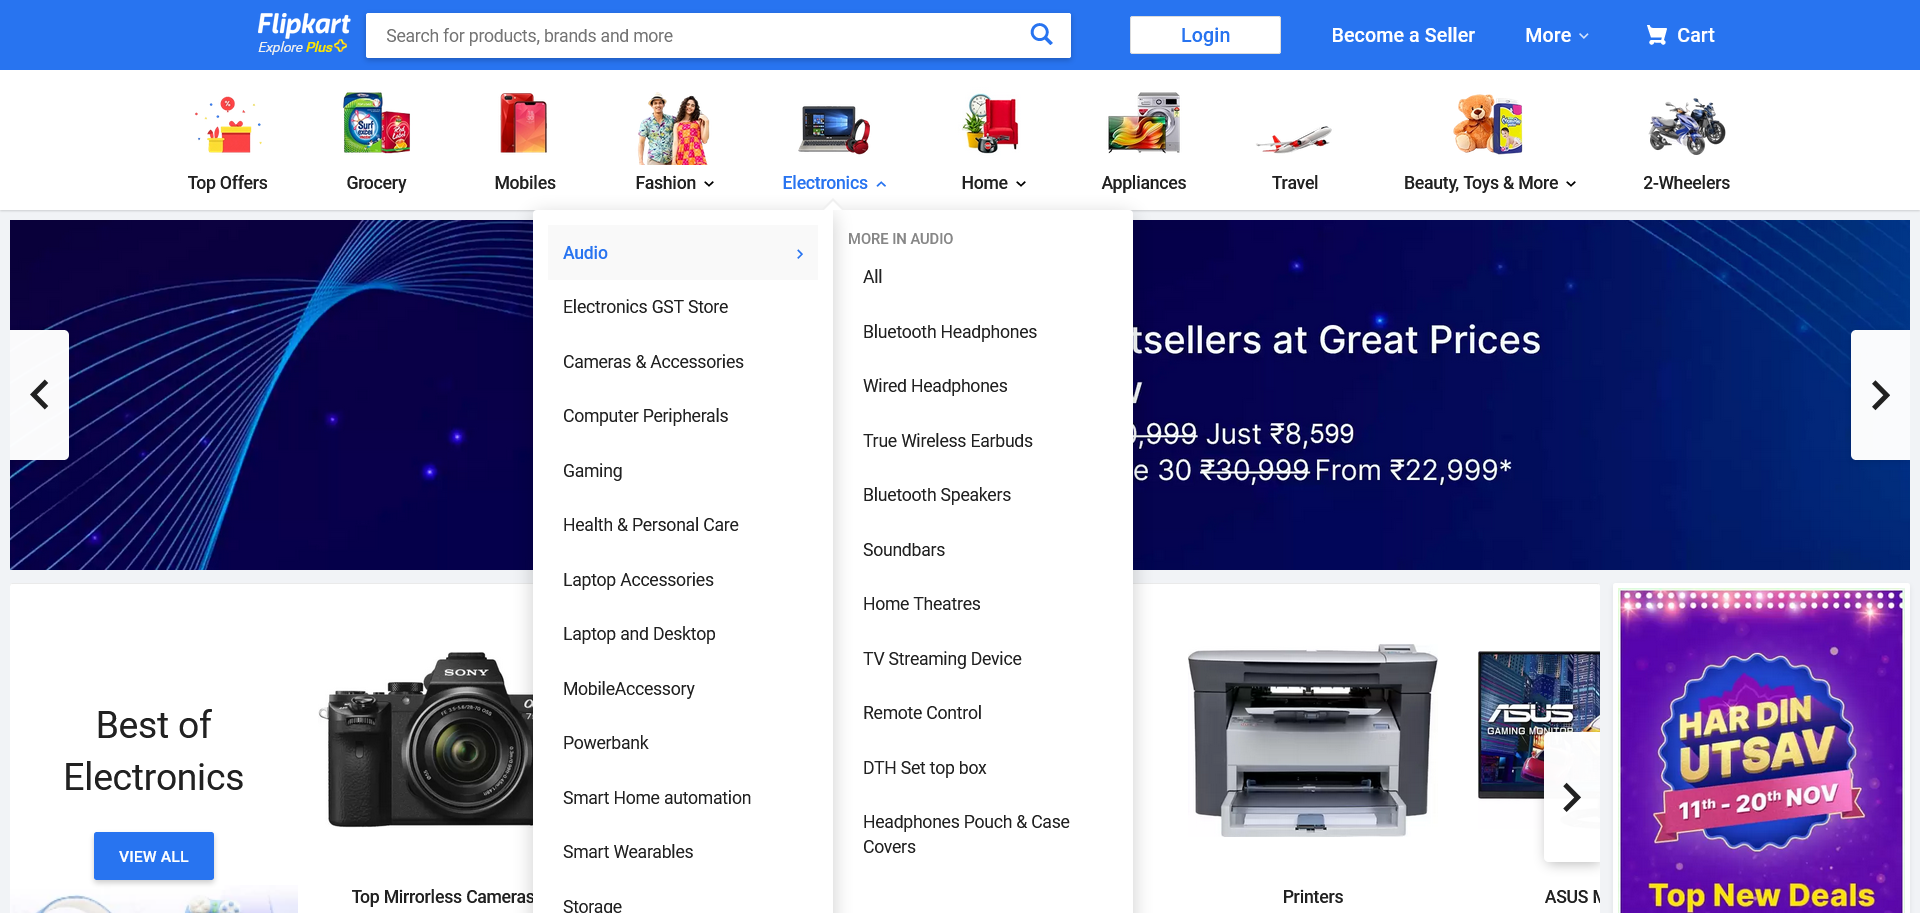 Flipkart
Explore Plus
Search for products, brands and more
Login
Become a Seller
More
Cart
Top Offers
Grocery
Mobiles
Fashion
Electronics
Home
Appliances
Travel
Beauty, Toys & More
2-Wheelers
Audio
Electronics GST Store
Cameras & Accessories
Computer Peripherals
Gaming
Health & Personal Care
Laptop Accessories
Laptop and Desktop
MobileAccessory
Powerbank
Smart Home automation
Smart Wearables
Storage
MORE IN AUDIO
All
Bluetooth Headphones
Wired Headphones
True Wireless Earbuds
Bluetooth Speakers
Soundbars
Home Theatres
TV Streaming Device
Remote Control
DTH Set top box
Headphones Pouch & Case
Covers
tsellers at Great Prices
,999 Just ₹8,599
e 30 ₹30,999 From ₹22,999*
Best of
Electronics
VIEW ALL
SONY
Top Mirrorless Cameras
Printers
ASUS
GAMING MONITOR
ASUS M
HAR DIN
UTSAV
11th - 20th NOV
Top New Deals